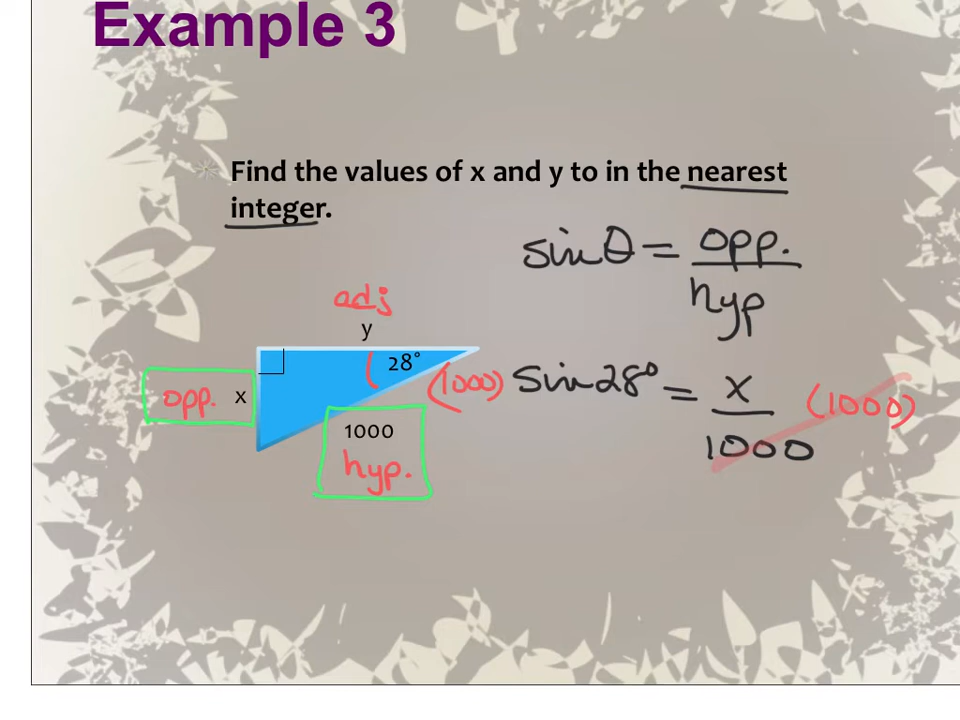 Example 3
Find the values of x and y to in the nearest
integer.
sinθ = opp.
hyp
adj
y
28°
opp. x
1000
hyp.
(1000) sin28° = x (1000)
1000